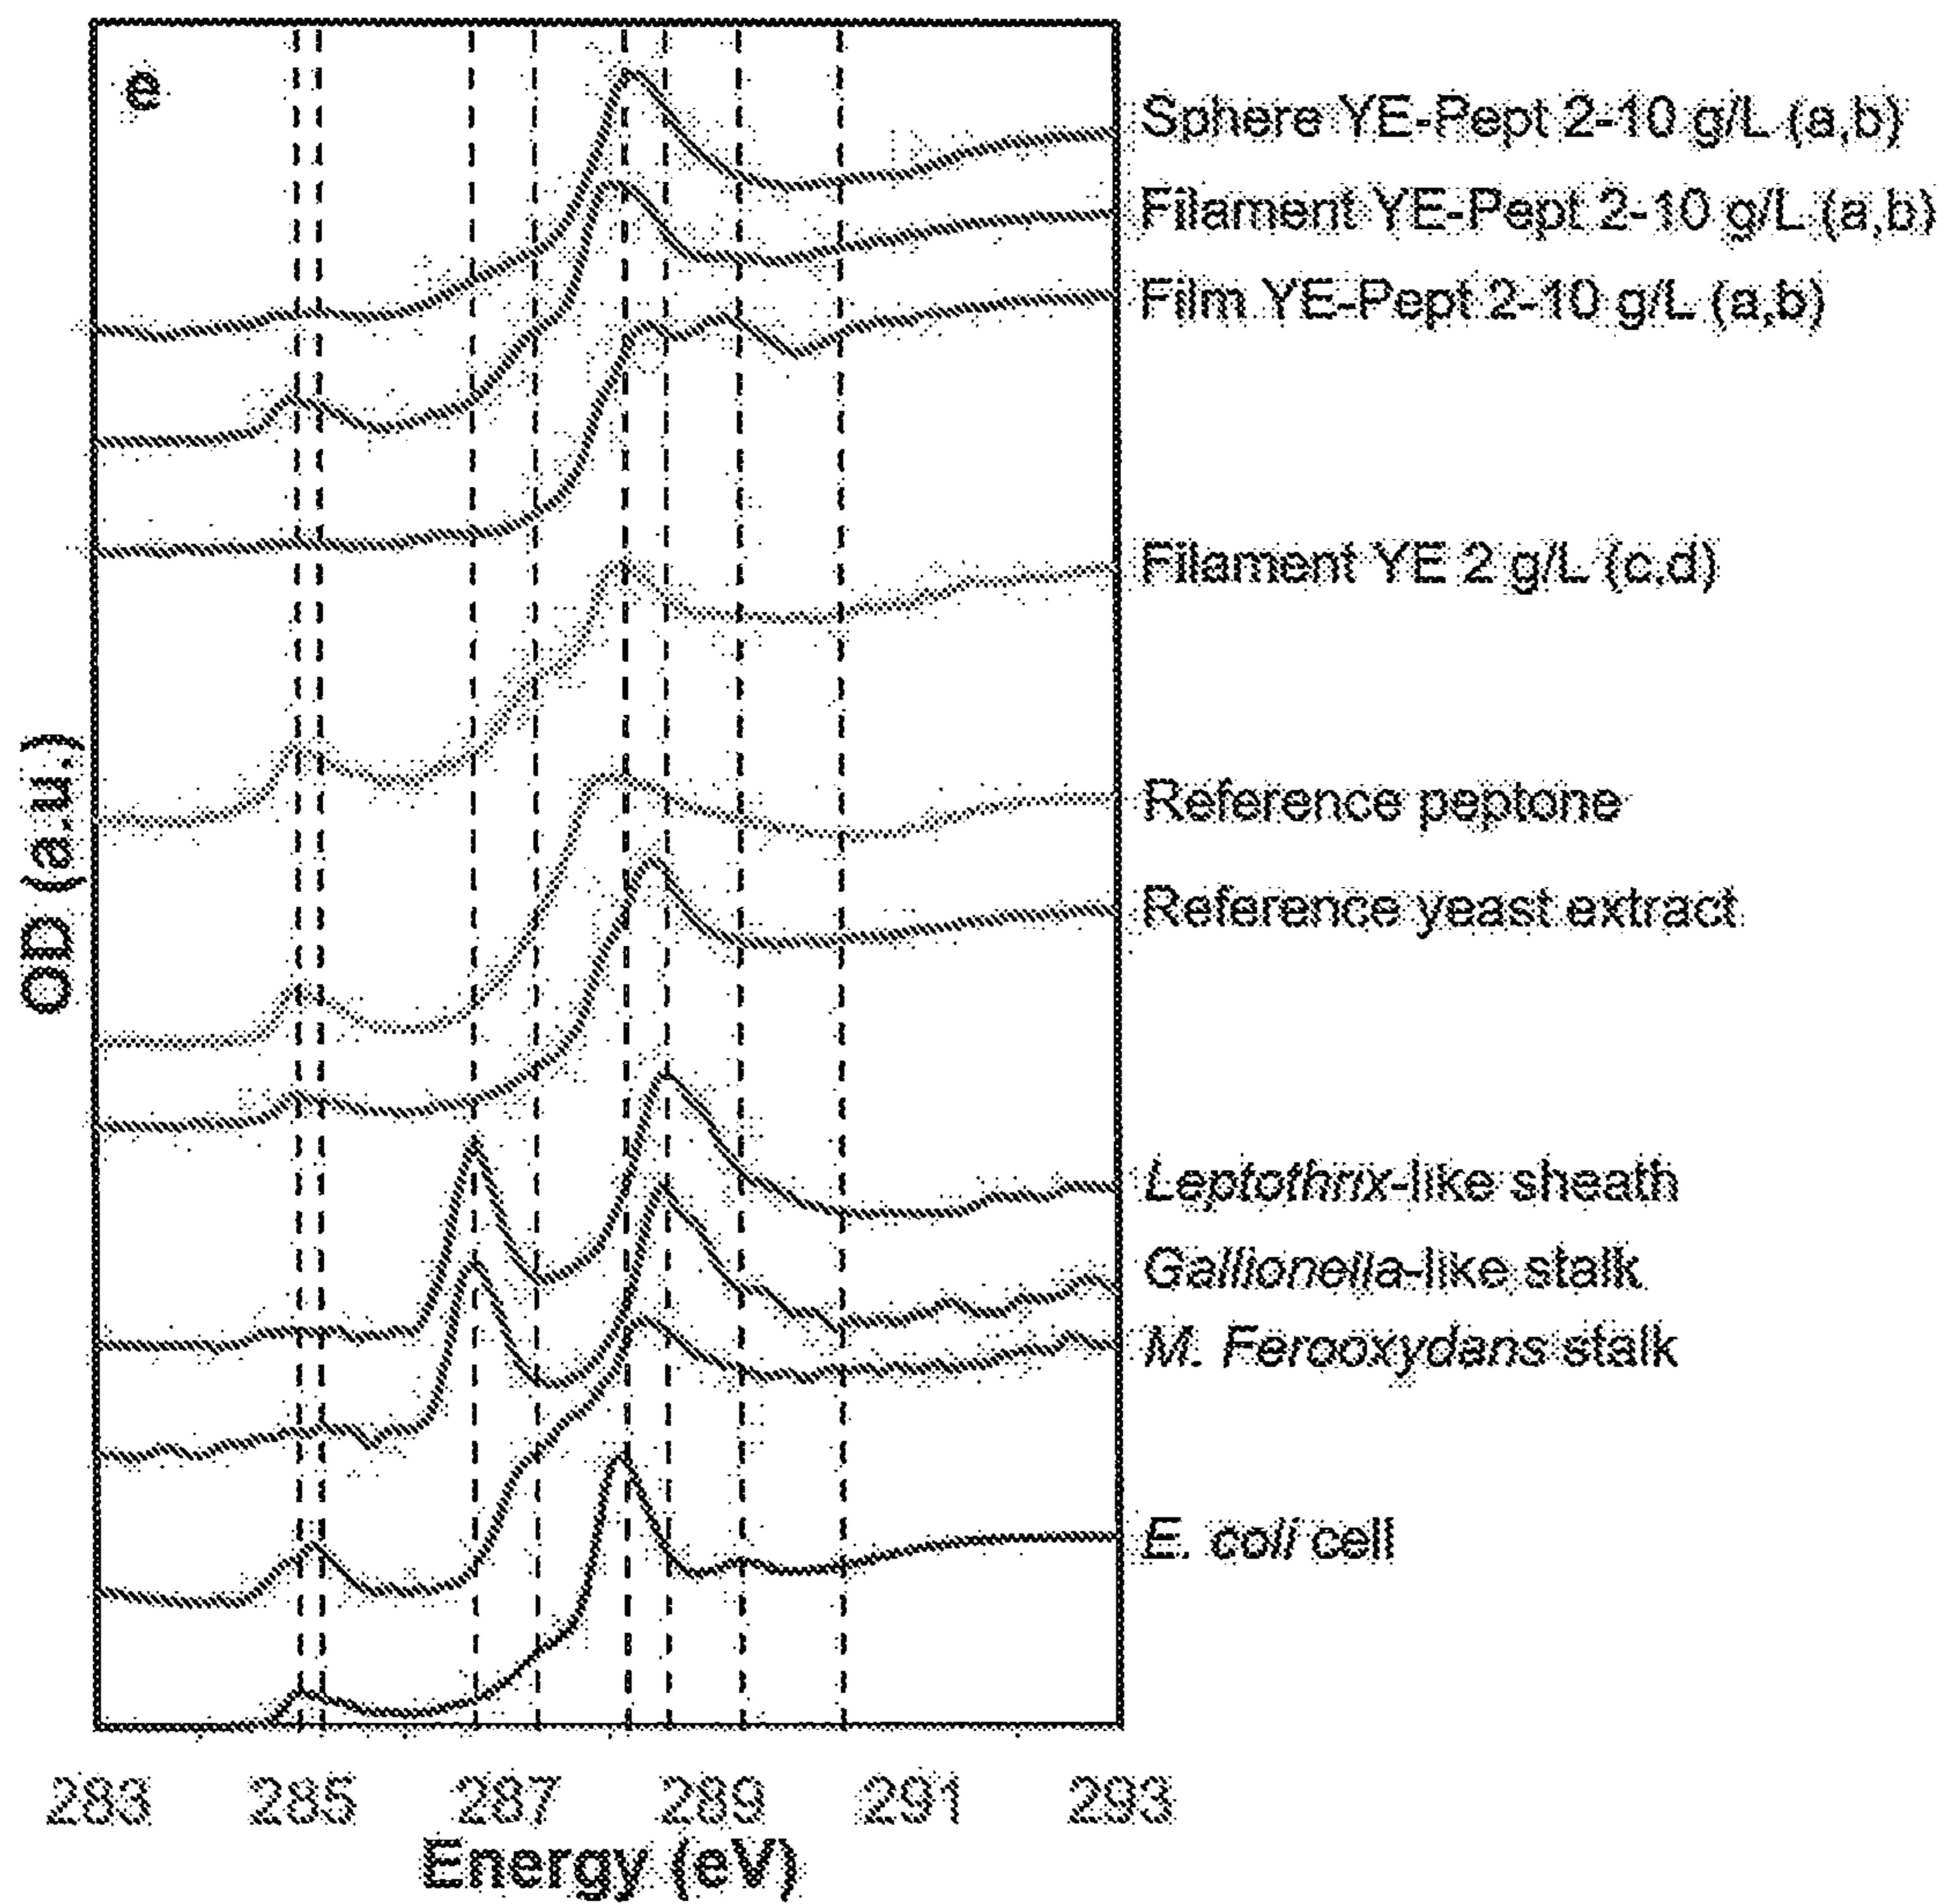 e
Sphere YE-Pept 2-10 g/L (a,b)
Filament YE-Pept 2-10 g/L (a,b)
Film YE-Pept 2-10 g/L (a,b)
Filament YE 2 g/L (c,d)
Reference peptone
Reference yeast extract
Leptothrix-like sheath
Gallionella-like stalk
M. Ferooxydans stalk
E. coli cell
OD (a.u.)
283 285 287 289 291 293
Energy (eV)